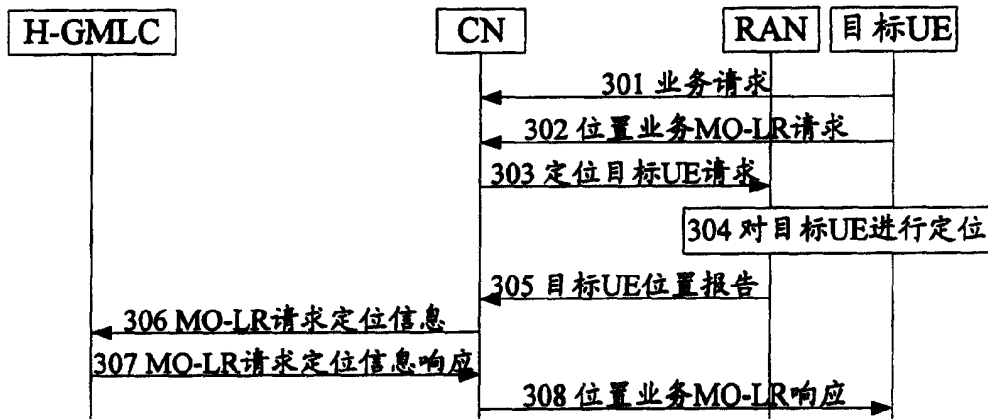 H-GMLC
CN
RAN
目标UE
301 业务请求
302 位置业务MO-LR请求
303 定位目标UE请求
304 对目标UE进行定位
305 目标UE位置报告
306 MO-LR请求定位信息
307 MO-LR请求定位信息响应
308 位置业务MO-LR响应